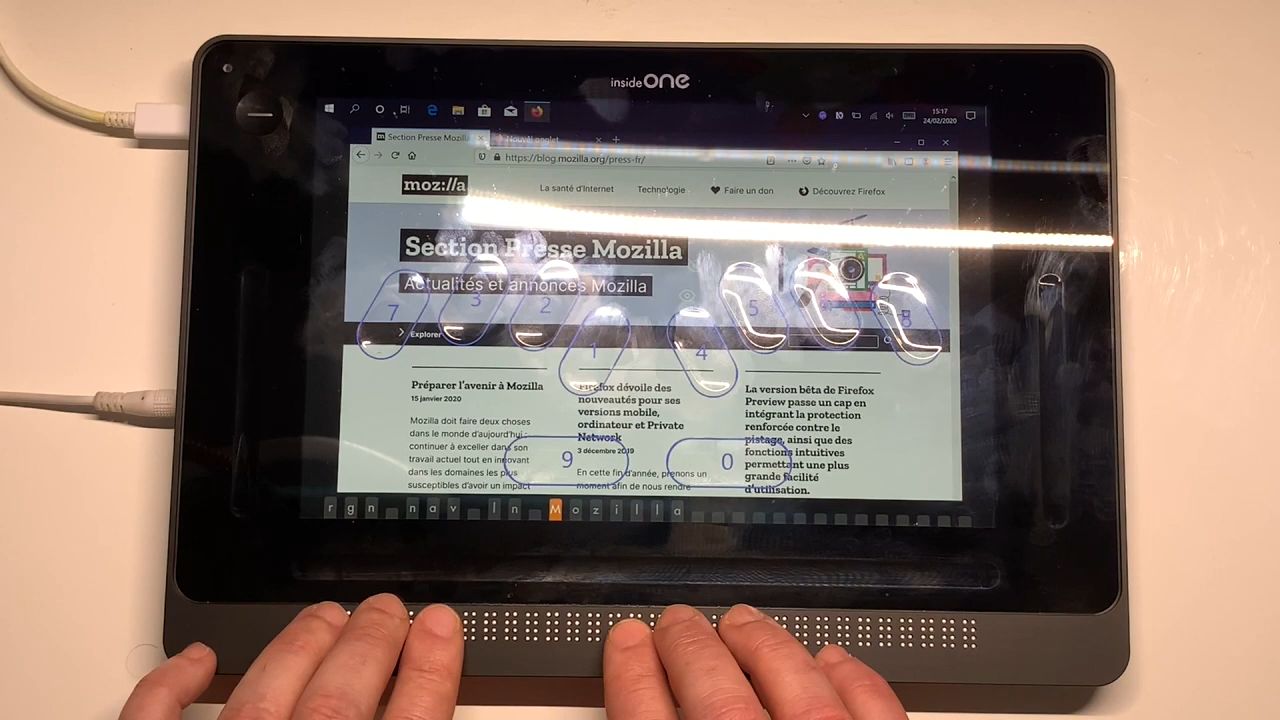 insideONE
15:17
24/02/2020
Section Presse Mozilla
Nouvel onglet
https://blog.mozilla.org/press-fr/
moz://a
La santé d'Internet
Technologie
Faire un don
Découvrez Firefox
Section Presse Mozilla
Actualités et annonces Mozilla
7 3 2 5 8
1 4
Explorer
Préparer l'avenir à Mozilla
15 janvier 2020
Mozilla doit faire deux choses
dans le monde d'aujourd'hui :
continuer à exceller dans son
travail actuel tout en innovant
dans les domaines les plus
susceptibles d'avoir un impact
Firefox dévoile des
nouveautés pour ses
versions mobile,
ordinateur et Private
Network
3 décembre 2019
En cette fin d'année, prenons un
moment afin de nous rendre
La version bêta de Firefox
Preview passe un cap en
intégrant la protection
renforcée contre le
pistage, ainsi que des
fonctions intuitives
permettant une plus
grande facilité
d'utilisation.
9 0
rgn nav ln Mozilla